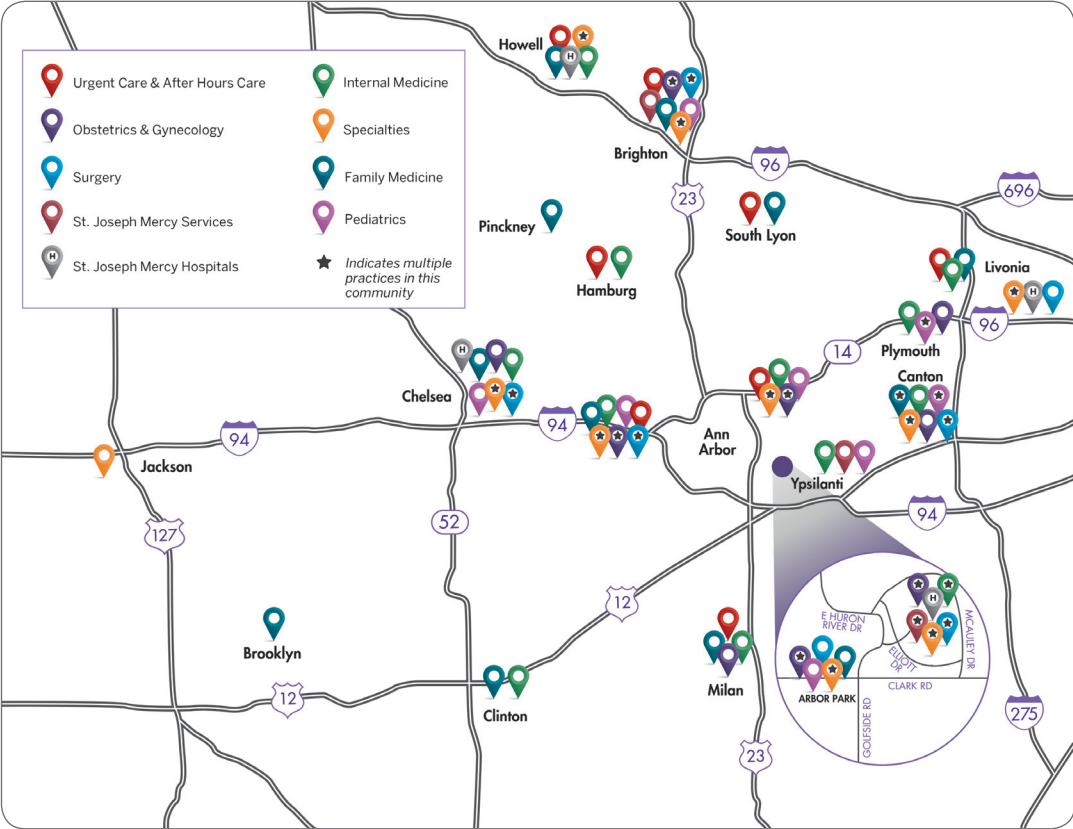 Urgent Care & After Hours Care
Obstetrics & Gynecology
Surgery
St. Joseph Mercy Services
H
St. Joseph Mercy Hospitals
Internal Medicine
Specialties
Family Medicine
Pediatrics
Indicates multiple
practices in this
community
Howell
H
Brighton
96
696
23
Pinckney
South Lyon
Hamburg
Livonia
H
96
Plymouth
14
Canton
H
Chelsea
94
94
Ann
Arbor
Jackson
Ypsilanti
94
127
52
12
Brooklyn
12
Clinton
Milan
23
275
H
E HURON
RIVER DR
MCAULEY DR
ELLIOTT
DR
CLARK RD
ARBOR PARK
GOLFSIDE RD